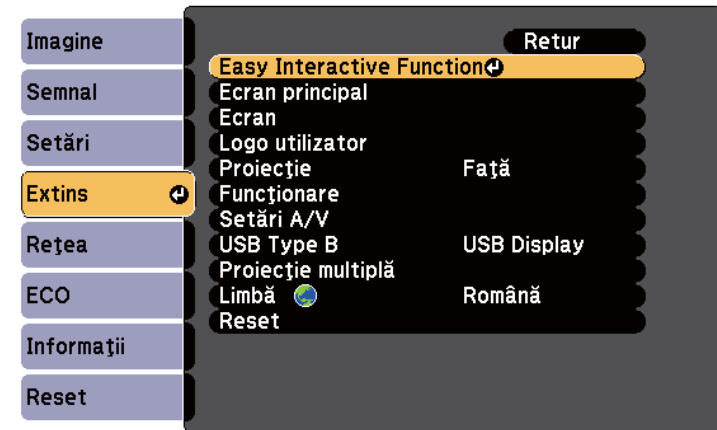 Imagine
Semnal
Setări
Extins
Reţea
ECO
Informaţii
Reset
Retur
Easy Interactive Function
Ecran principal
Ecran
Logo utilizator
Proiecţie Faţă
Funcţionare
Setări A/V
USB Type B USB Display
Proiecţie multiplă
Limbă Română
Reset